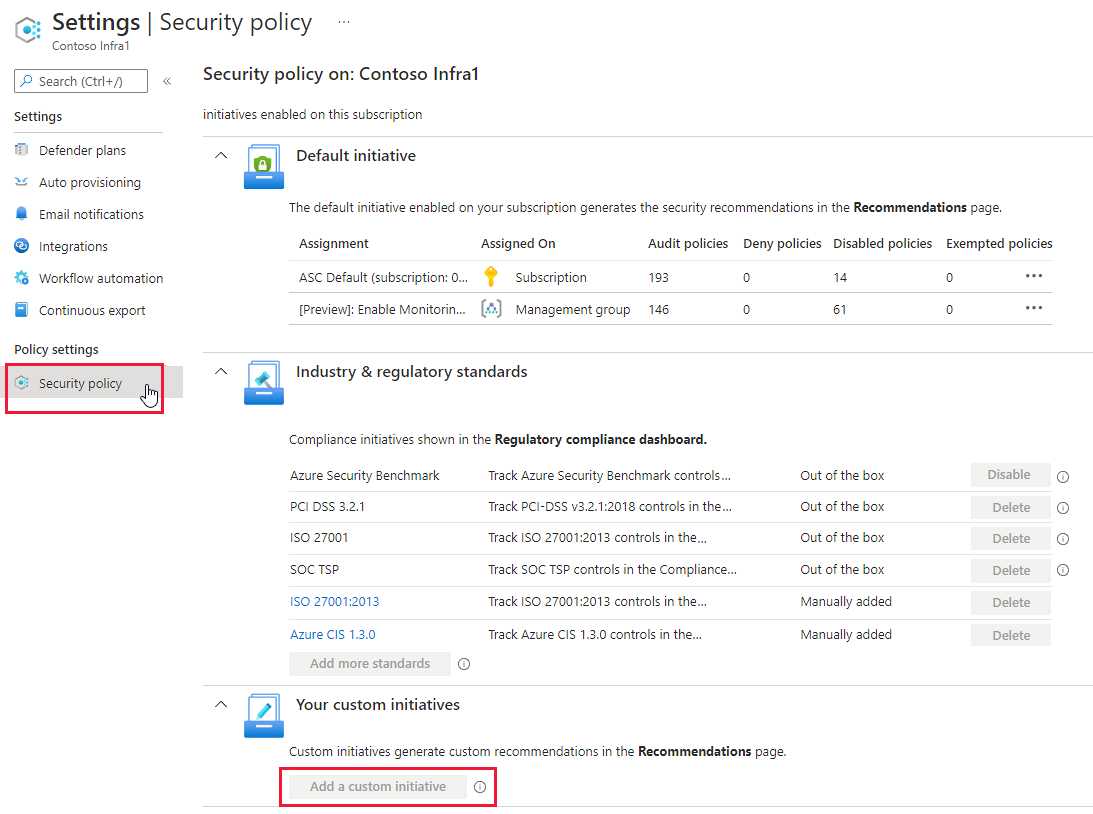 Settings | Security policy ...
Contoso Infra1
Search (Ctrl+/) «
Settings
Defender plans
Auto provisioning
Email notifications
Integrations
Workflow automation
Continuous export
Policy settings
Security policy
Security policy on: Contoso Infra1
initiatives enabled on this subscription
Default initiative
The default initiative enabled on your subscription generates the security recommendations in the Recommendations page.
Assignment Assigned On Audit policies Deny policies Disabled policies Exempted policies
ASC Default (subscription: 0... Subscription 193 0 14 0 ...
[Preview]: Enable Monitorin... Management group 146 0 61 0 ...
Industry & regulatory standards
Compliance initiatives shown in the Regulatory compliance dashboard.
Azure Security Benchmark Track Azure Security Benchmark controls... Out of the box Disable
PCI DSS 3.2.1 Track PCI-DSS v3.2.1:2018 controls in the... Out of the box Delete
ISO 27001 Track ISO 27001:2013 controls in the... Out of the box Delete
SOC TSP Track SOC TSP controls in the Compliance... Out of the box Delete
ISO 27001:2013 Track ISO 27001:2013 controls in the... Manually added Delete
Azure CIS 1.3.0 Track Azure CIS 1.3.0 controls in the... Manually added Delete
Add more standards
Your custom initiatives
Custom initiatives generate custom recommendations in the Recommendations page.
Add a custom initiative